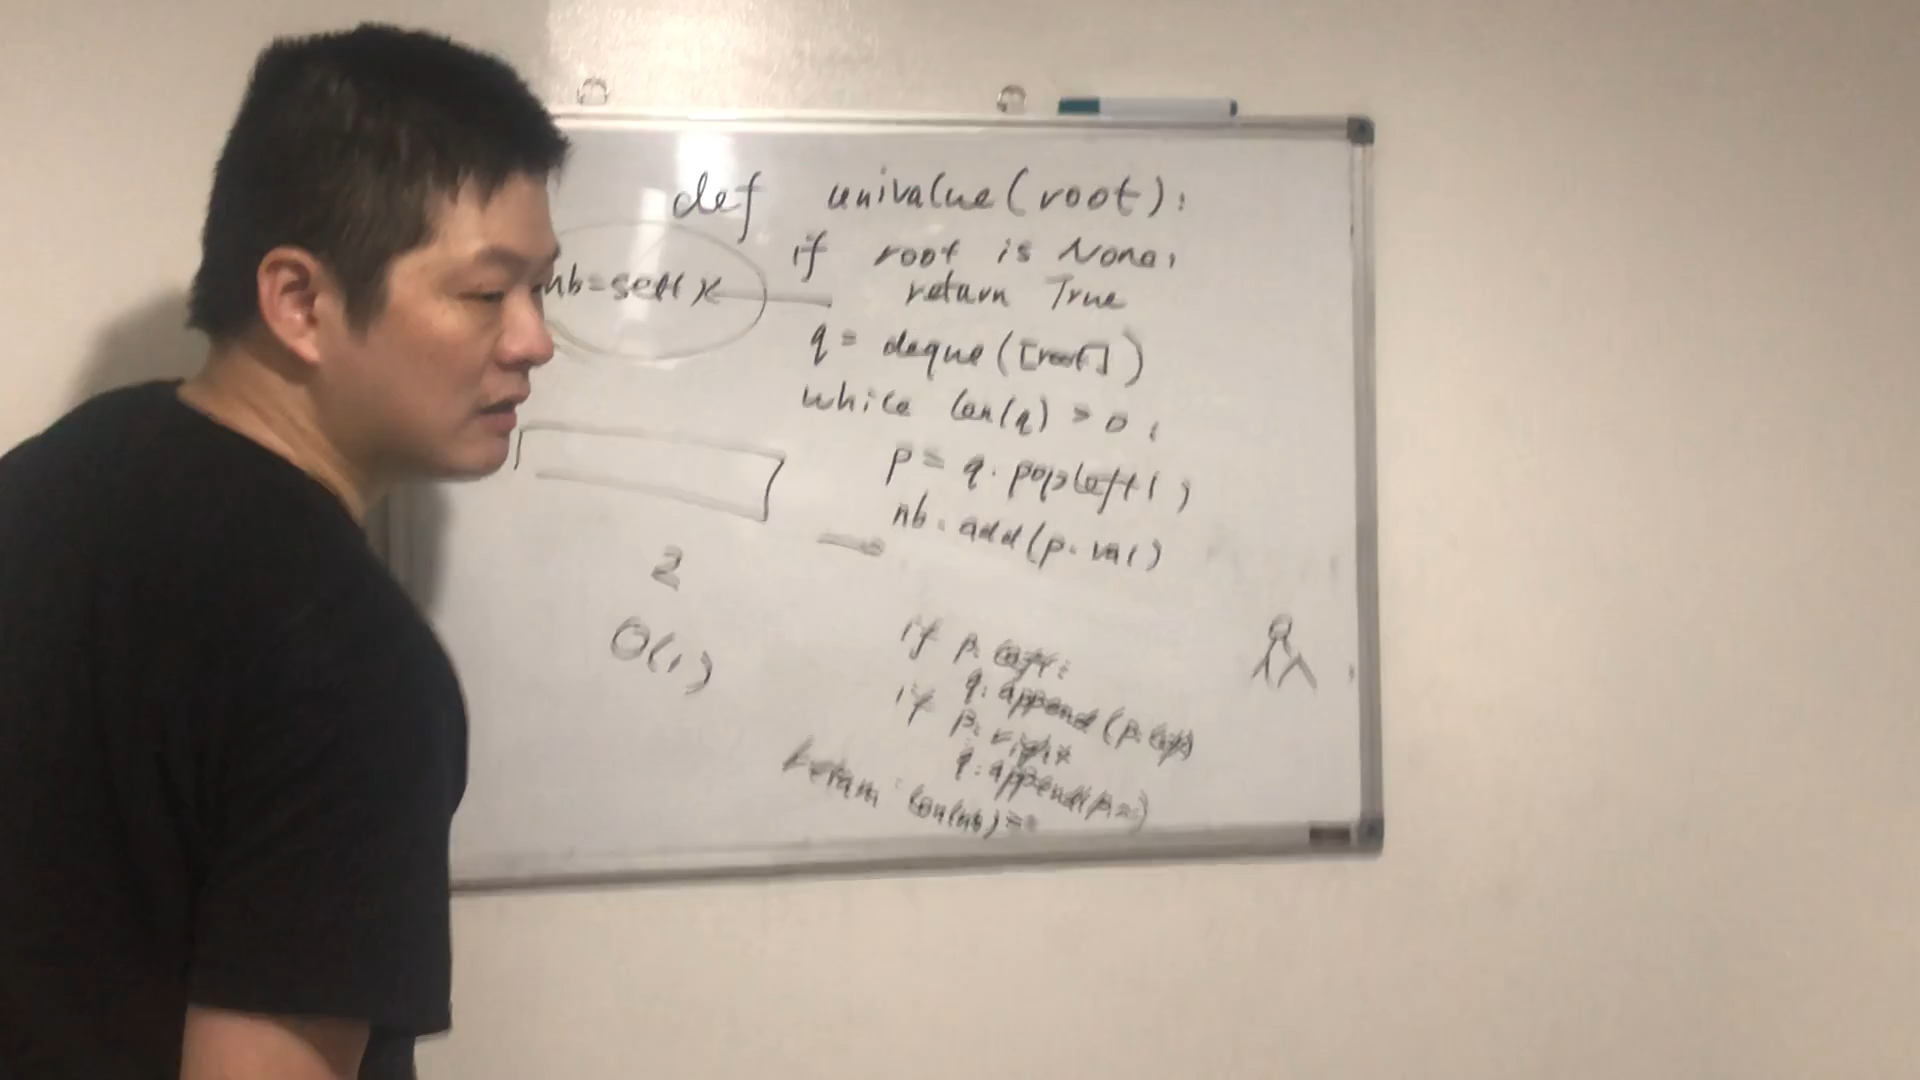 def univalue(root):
if root is None:
return True
nb=set()
q = deque([root])
while len(q) > 0:
p = q.popleft()
nb.add(p.val)
2
O(1)
if p.left:
q.append(p.left)
if p.right
q.append(p.r)
return len(nb)==